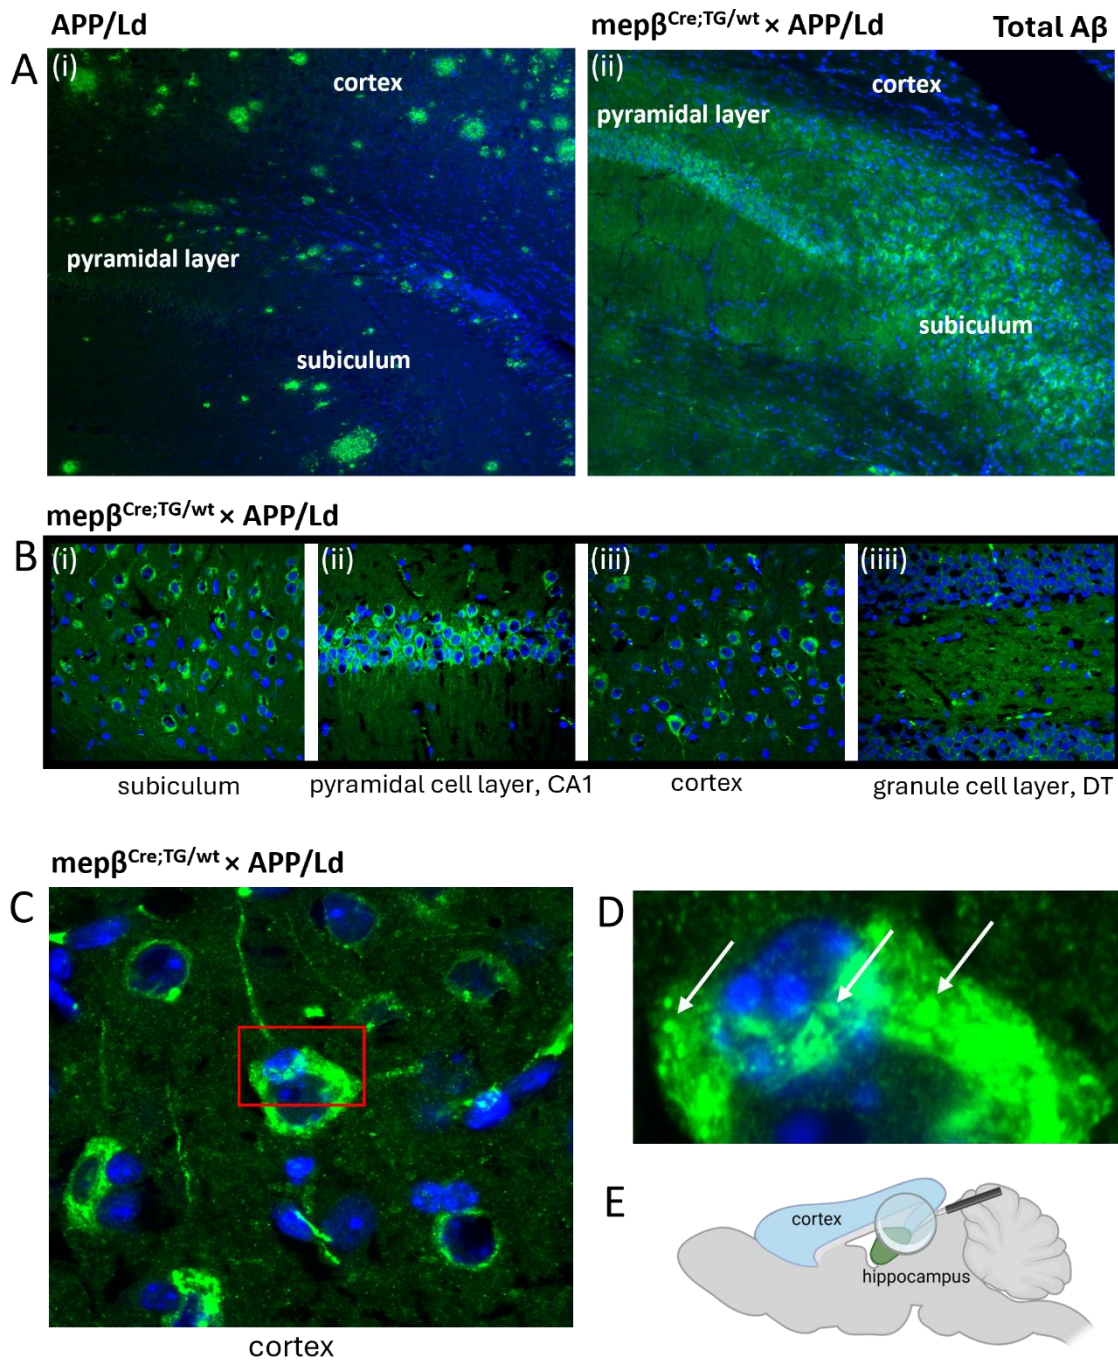 APP/Ld
mepβCre;TG/wt × APP/Ld Total Aβ
A (i) cortex pyramidal layer subiculum
(ii) cortex pyramidal layer subiculum
mepβCre;TG/wt × APP/Ld
B (i) (ii) (iii) (iiii)
subiculum pyramidal cell layer, CA1 cortex granule cell layer, DT
mepβCre;TG/wt × APP/Ld
C
cortex
D
E
cortex
hippocampus